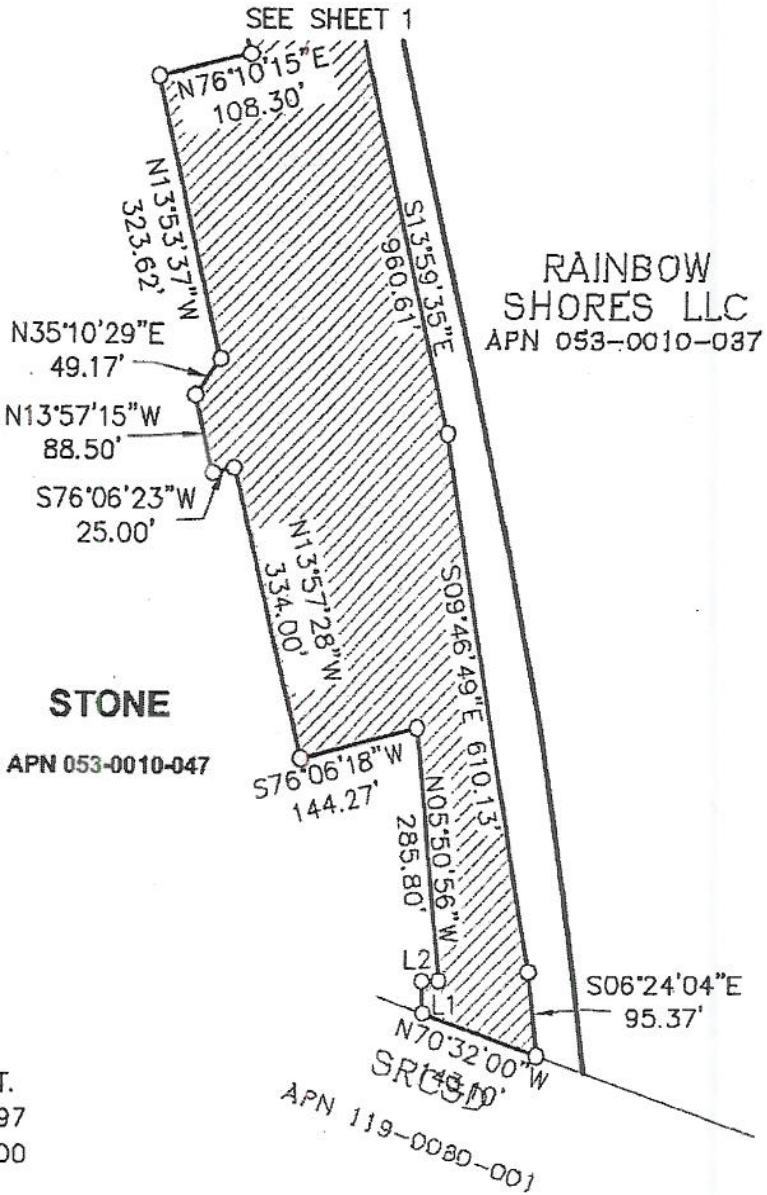 SEE SHEET 1
N76°10'15"E
108.30'
N13°53'37"W
323.62'
S13°59'35"E
960.61'
RAINBOW
SHORES LLC
APN 053-0010-037
N35°10'29"E
49.17'
N13°57'15"W
88.50'
S76°06'23"W
25.00'
N13°57'28"W
334.00'
S09°46'49"E 610.13'
STONE
APN 053-0010-047
S76°06'18"W
144.27'
N05°50'56"W
285.80'
L2
L1
S06°24'04"E
95.37'
N70°32'00"W
SRCSD
APN 119-0080-001
T.
97
00